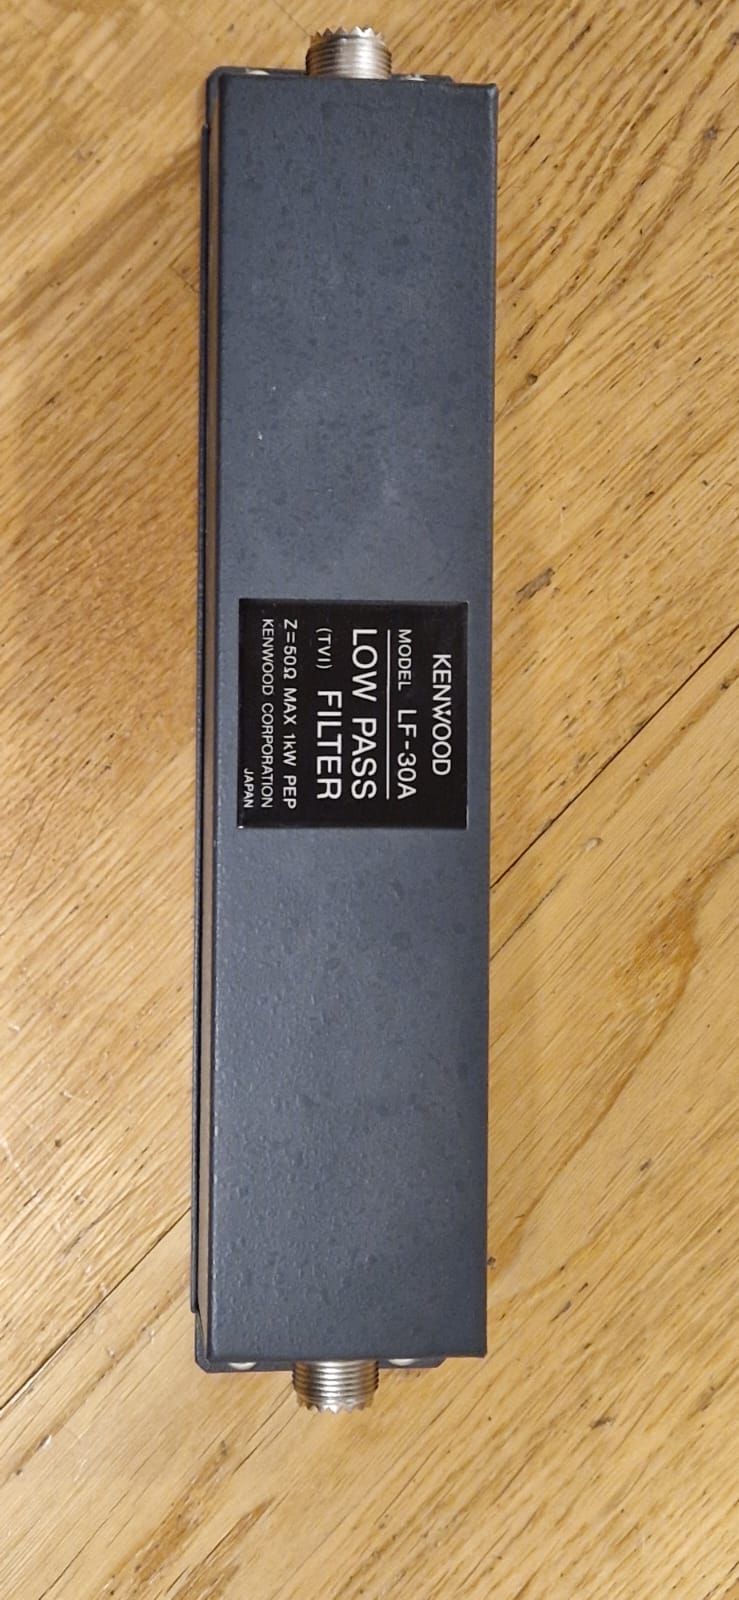 KENWOOD
MODEL LF-30A
LOW PASS
(TVI) FILTER
Z=50Ω MAX 1kW PEP
KENWOOD CORPORATION
JAPAN